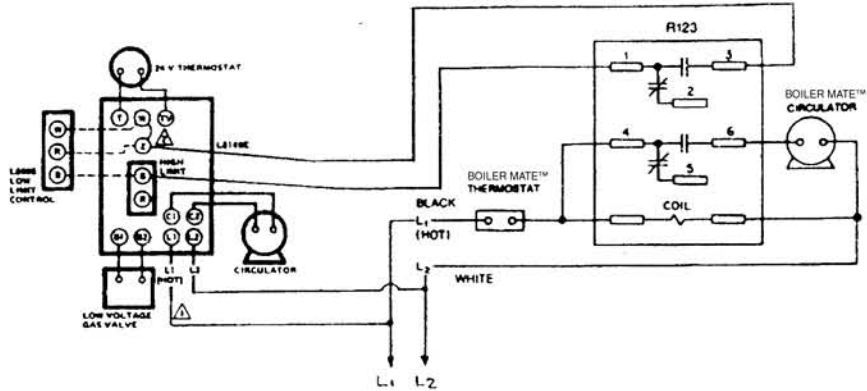 R123
24 V THERMOSTAT
1
3
2
BOILER MATE™
CIRCULATOR
T
W
TV
Z
L8148E
HIGH
LIMIT
B
R
W
R
B
LOW
LIMIT
CONTROL
4
6
5
BOILER MATE™
THERMOSTAT
BLACK
L1
(HOT)
COIL
C1
C2
B1
B2
L1
L2
L1
(HOT)
L2
CIRCULATOR
L2
WHITE
LOW VOLTAGE
GAS VALVE
L1
L2